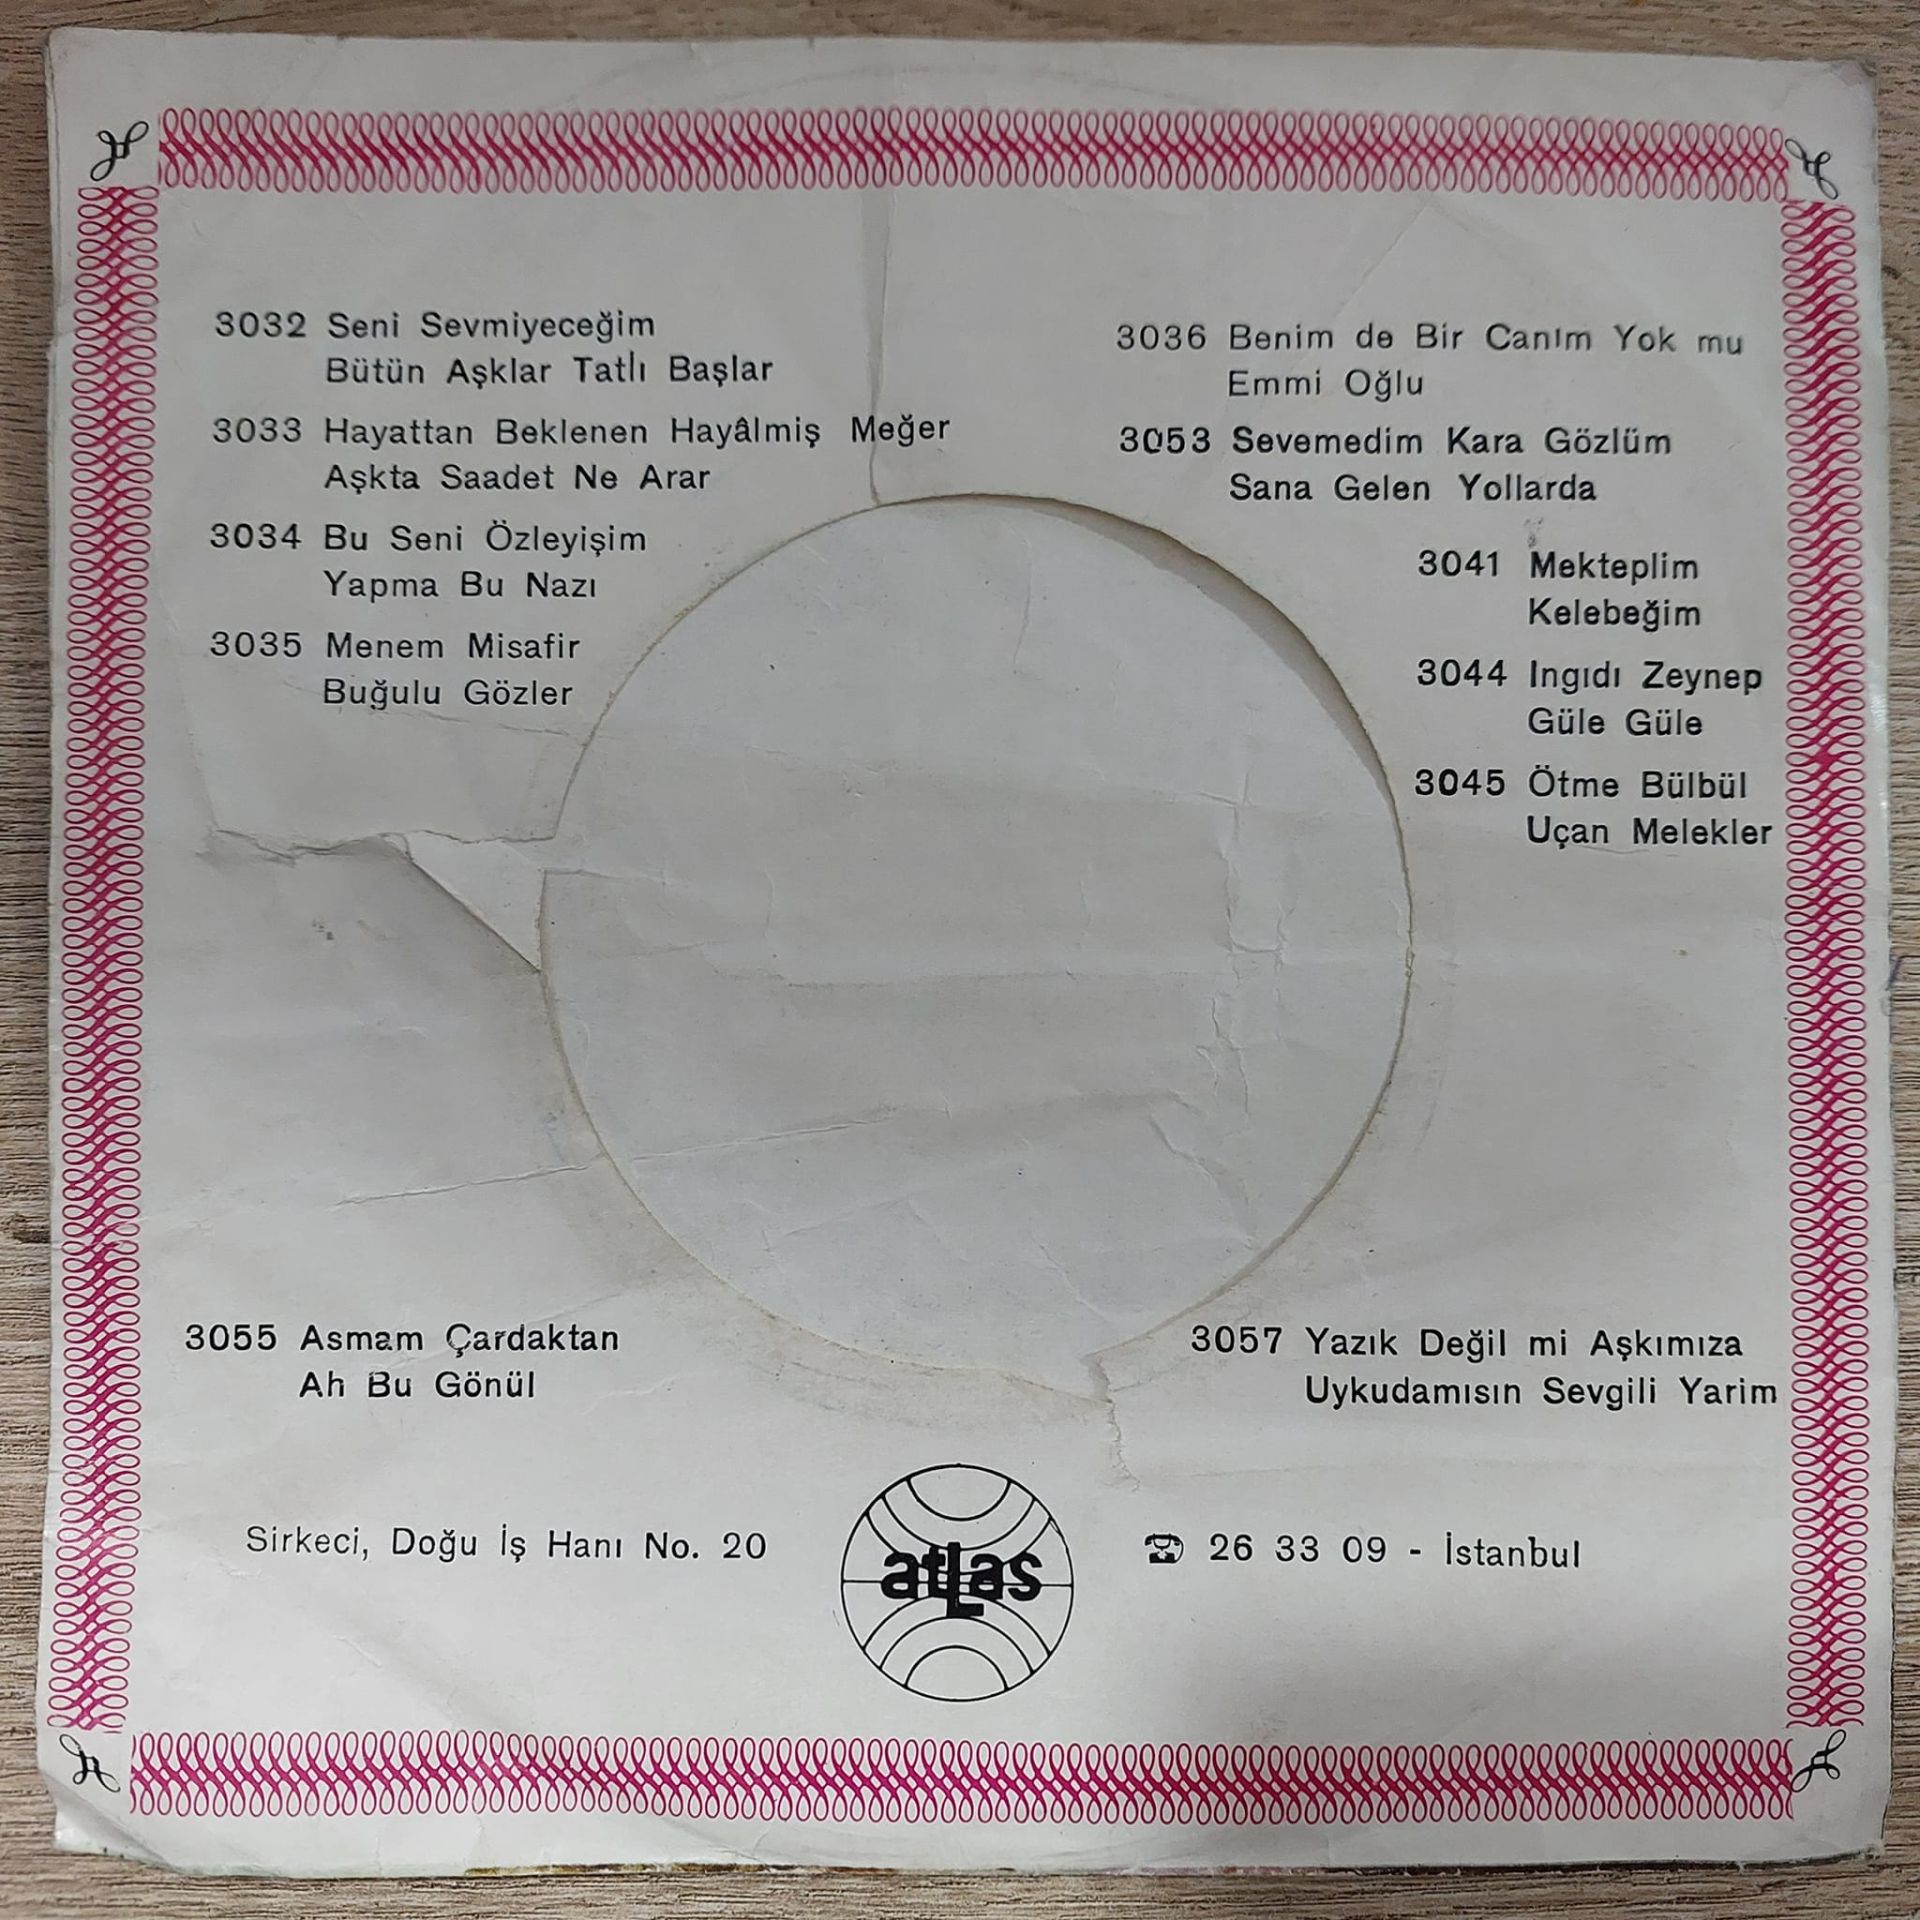 3032 Seni Sevmiyeceğim
Bütün Aşklar Tatlı Başlar
3033 Hayattan Beklenen Hayâlmiş Meğer
Aşkta Saadet Ne Arar
3034 Bu Seni Özleyişim
Yapma Bu Nazı
3035 Menem Misafir
Buğulu Gözler
3036 Benim de Bir Canım Yok mu
Emmi Oğlu
3053 Sevemedim Kara Gözlüm
Sana Gelen Yollarda
3041 Mekteplim
Kelebeğim
3044 Ingıdı Zeynep
Güle Güle
3045 Ötme Bülbül
Uçan Melekler
3055 Asmam Çardaktan
Ah Bu Gönül
3057 Yazık Değil mi Aşkımıza
Uykudamısın Sevgili Yarim
Sirkeci, Doğu İş Hanı No. 20
atLas
☎ 26 33 09 - İstanbul